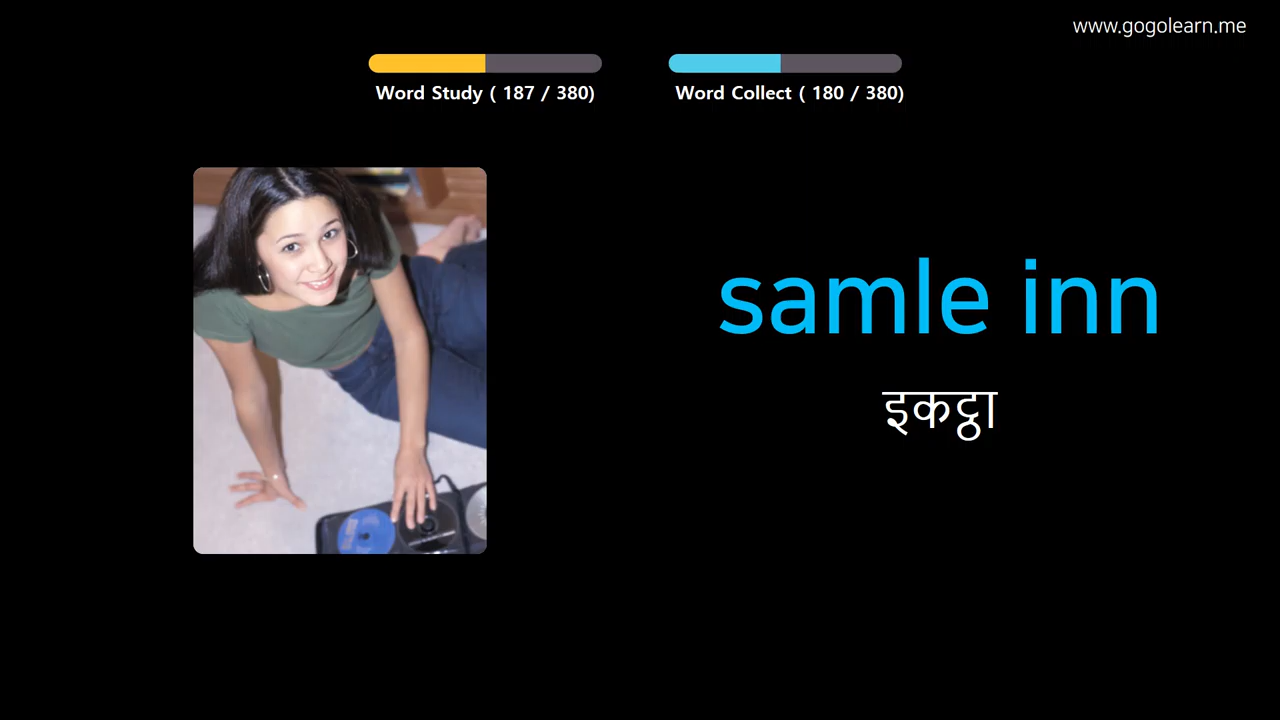 www.gogolearn.me
Word Study ( 187 / 380)
Word Collect ( 180 / 380)
samle inn
इकट्ठा